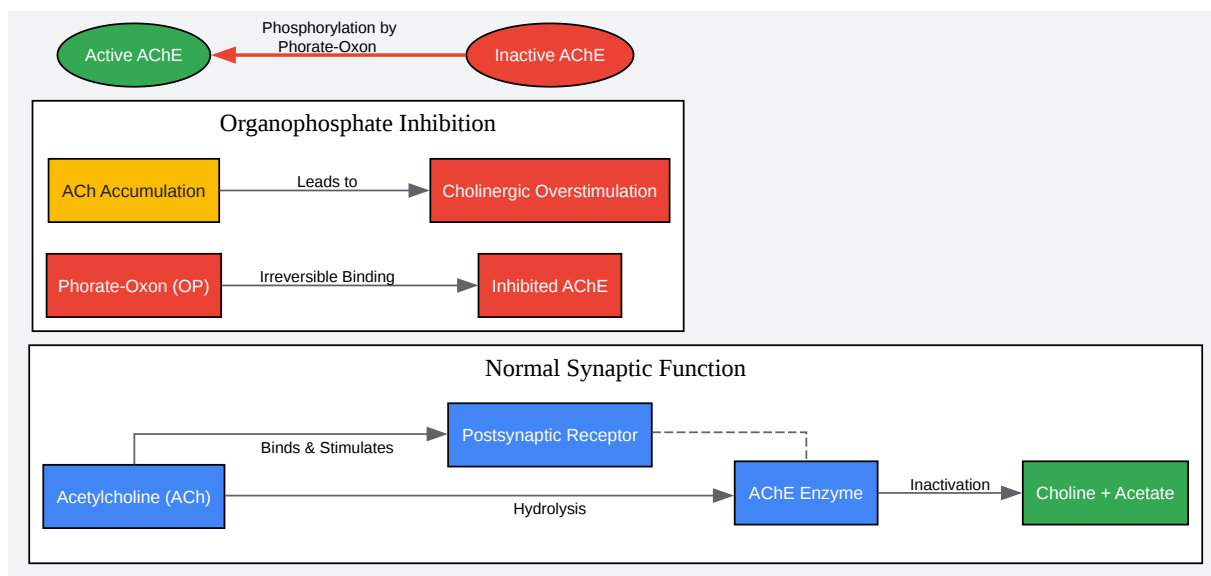 Phosphorylation by
Phorate-Oxon
Active AChE
Inactive AChE
Organophosphate Inhibition
ACh Accumulation
Leads to
Cholinergic Overstimulation
Phorate-Oxon (OP)
Irreversible Binding
Inhibited AChE
Normal Synaptic Function
Postsynaptic Receptor
Binds & Stimulates
Acetylcholine (ACh)
Hydrolysis
AChE Enzyme
Inactivation
Choline + Acetate